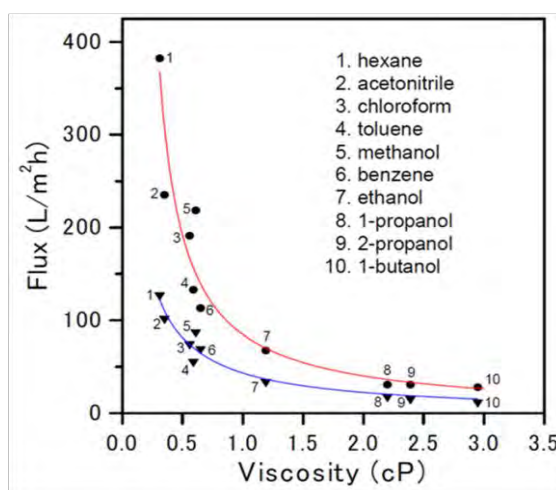 400
300
200
100
0
Flux (L/m²h)
0.0 0.5 1.0 1.5 2.0 2.5 3.0 3.5
Viscosity (cP)
1. hexane
2. acetonitrile
3. chloroform
4. toluene
5. methanol
6. benzene
7. ethanol
8. 1-propanol
9. 2-propanol
10. 1-butanol
1
2
5
3
4
6
7
8
9
10
1
2
5
3
6
4
7
8
9
10